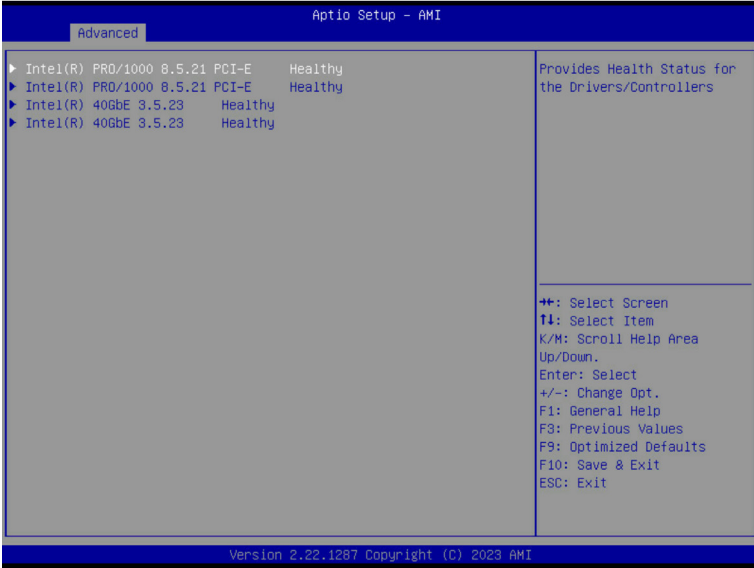 Aptio Setup – AMI
Advanced
▶ Intel(R) PRO/1000 8.5.21 PCI-E Healthy
▶ Intel(R) PRO/1000 8.5.21 PCI-E Healthy
▶ Intel(R) 40GbE 3.5.23 Healthy
▶ Intel(R) 40GbE 3.5.23 Healthy
Provides Health Status for
the Drivers/Controllers
→←: Select Screen
↑↓: Select Item
K/M: Scroll Help Area
Up/Down.
Enter: Select
+/-: Change Opt.
F1: General Help
F3: Previous Values
F9: Optimized Defaults
F10: Save & Exit
ESC: Exit
Version 2.22.1287 Copyright (C) 2023 AMI